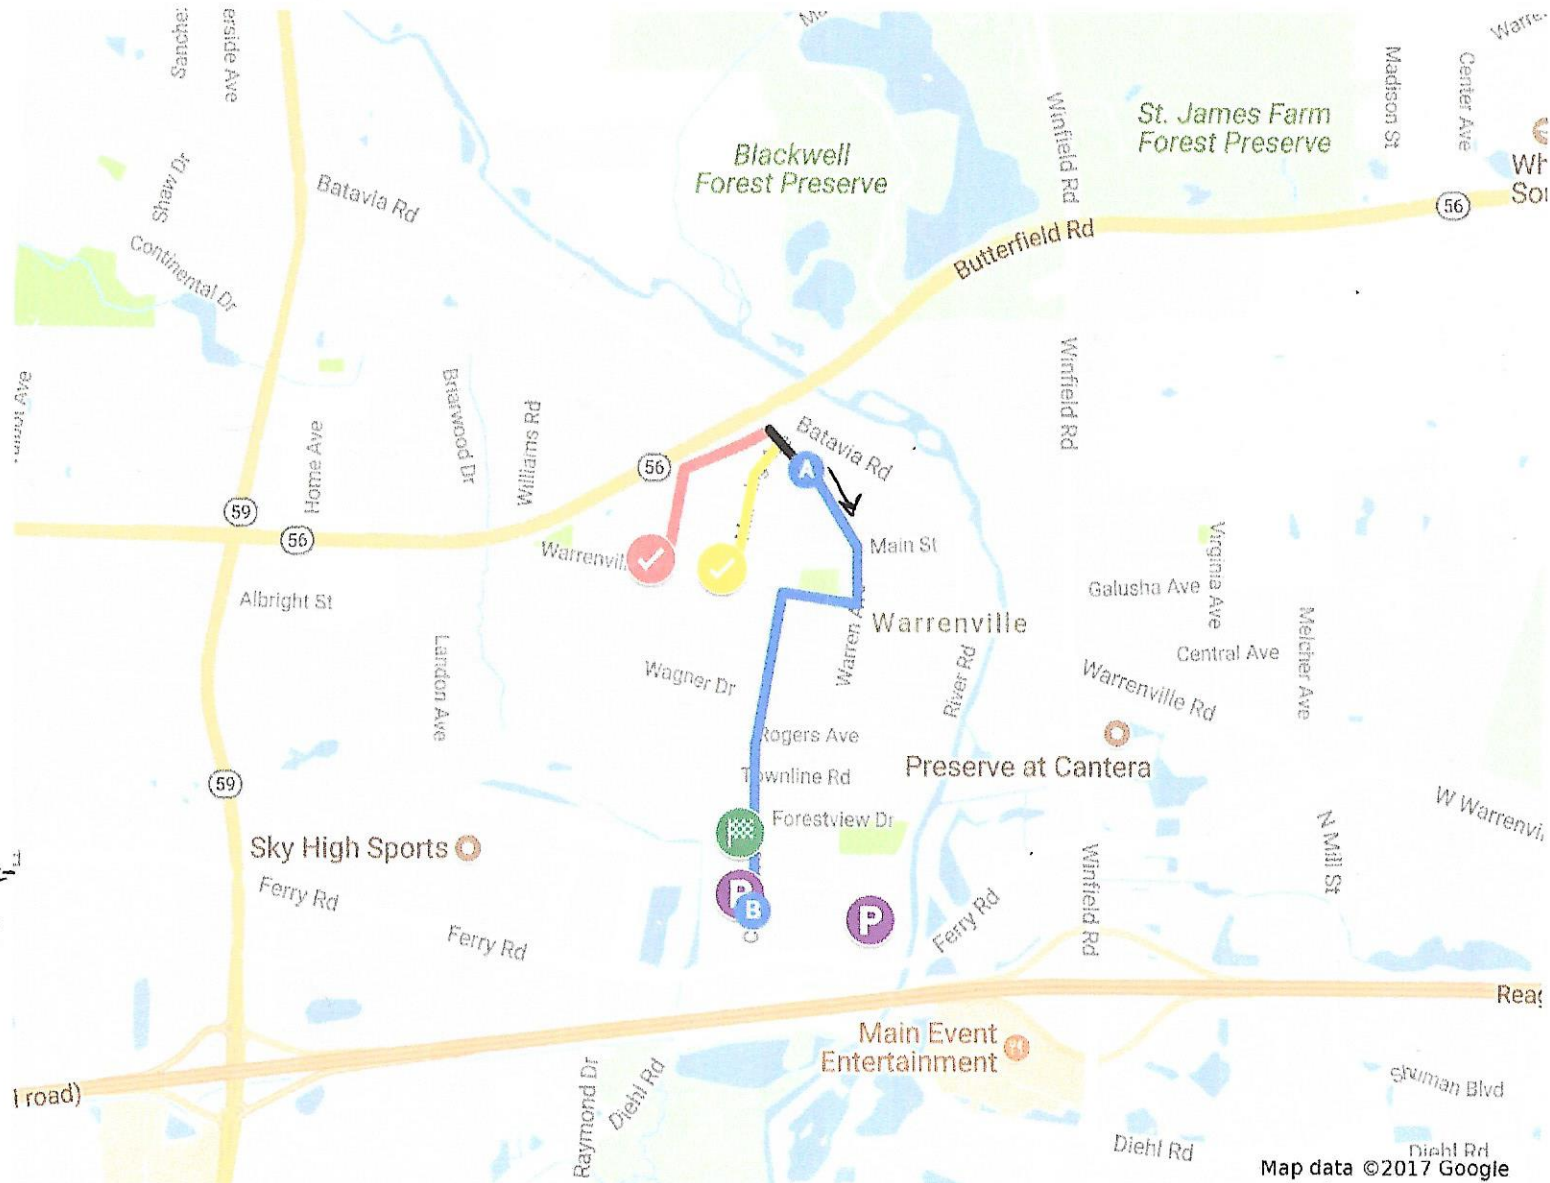 erside Ave
Shaw Dr
Continental Dr
Batavia Rd
Blackwell
Forest Preserve
Winfield Rd
St. James Farm
Forest Preserve
Madison St
Center Ave
56
Butterfield Rd
Winfield Rd
Home Ave
Briarwood Dr
Williams Rd
59
56
56
Batavia Rd
A
Main St
Albright St
Landon Ave
Wagner Dr
Warrenville
River Rd
Galusha Ave
Virginia Ave
Central Ave
Melcher Ave
Warrenville Rd
Rogers Ave
Townline Rd
Preserve at Cantera
59
Forestview Dr
Sky High Sports
W Warrenvi
N Mill St
Ferry Rd
Ferry Rd
P
B
P
Ferry Rd
Winfield Rd
Main Event
Entertainment
l road)
Raymond Dr
Diehl Rd
Shuman Blvd
Diehl Rd
Diehl Rd
Map data ©2017 Google